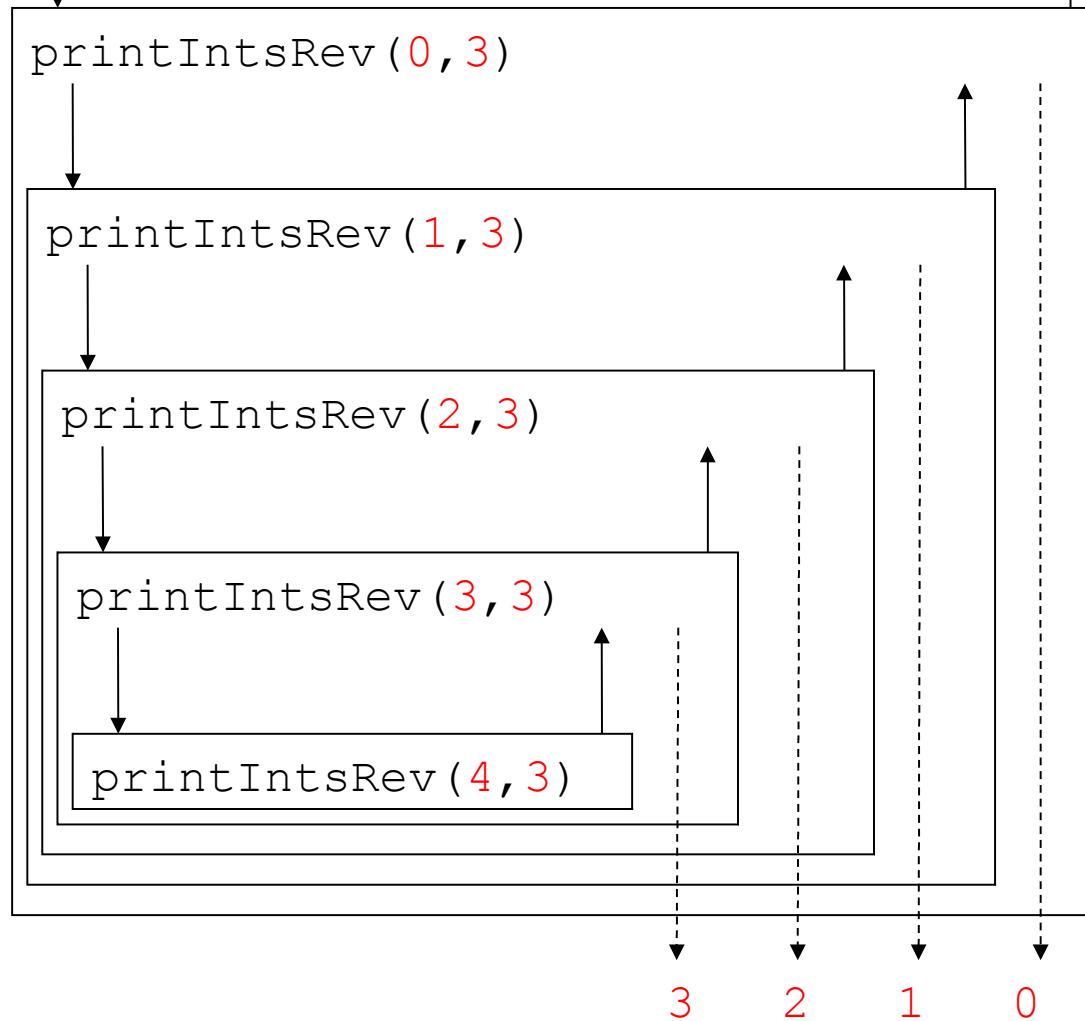 printIntsRev(0,3)
printIntsRev(1,3)
printIntsRev(2,3)
printIntsRev(3,3)
printIntsRev(4,3)
3 2 1 0